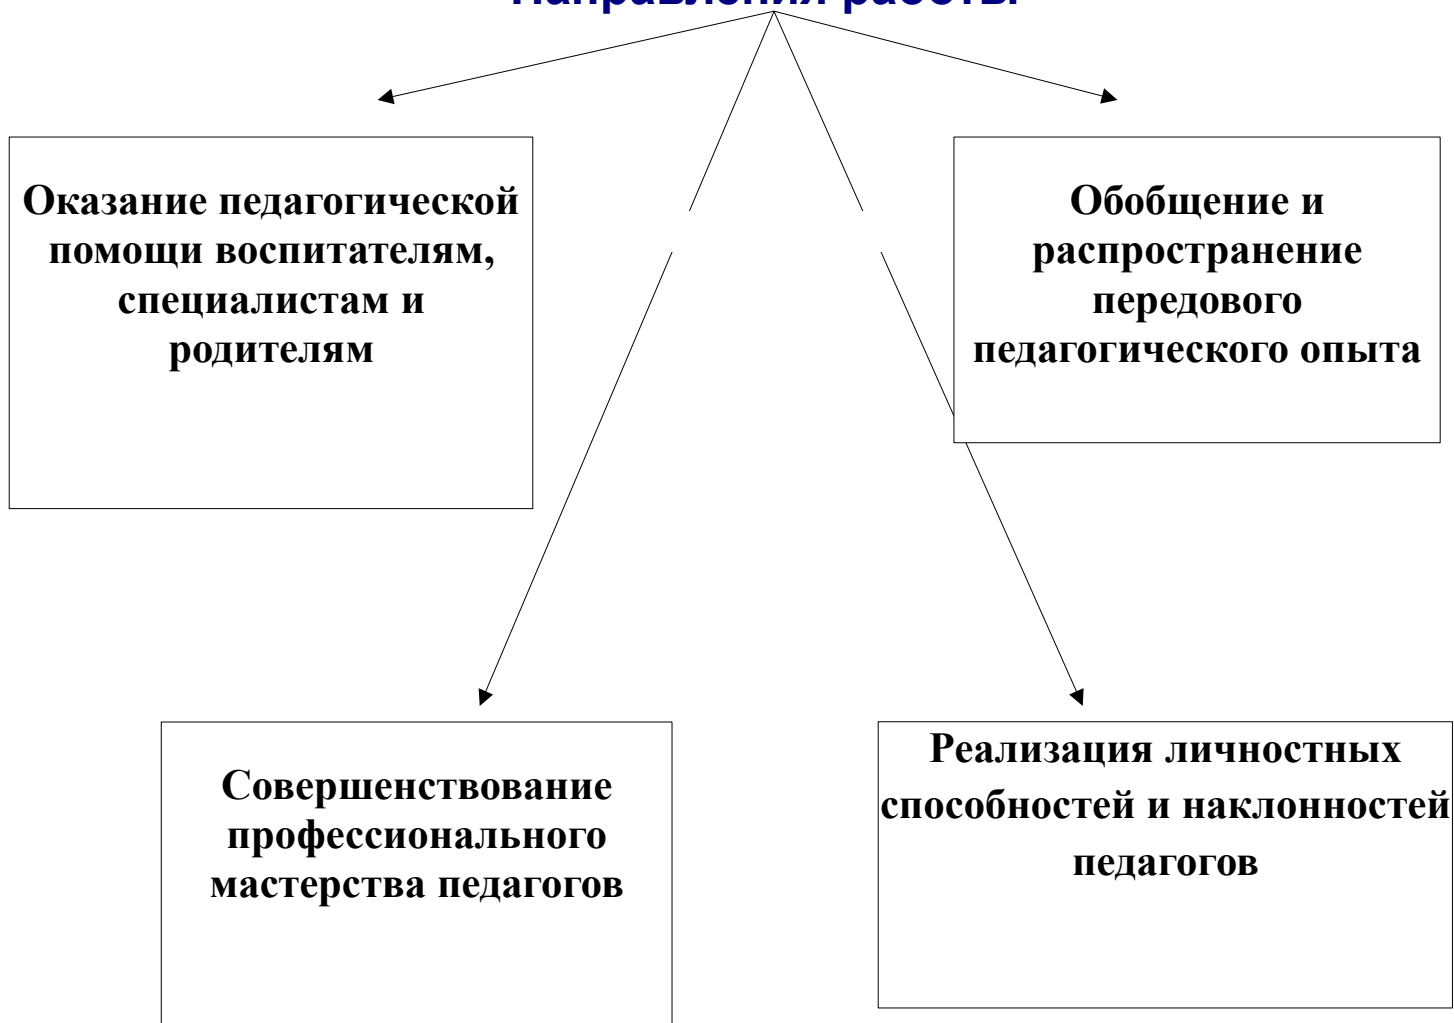 Направления работы
Оказание педагогической
помощи воспитателям,
специалистам и
родителям
Обобщение и
распространение
передового
педагогического опыта
Совершенствование
профессионального
мастерства педагогов
Реализация личностных
способностей и наклонностей
педагогов